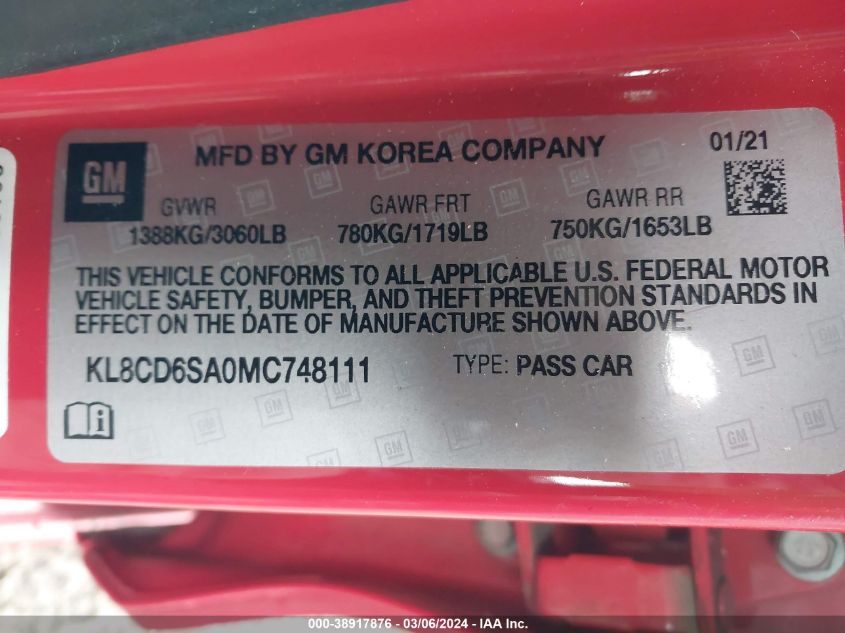 GM
MFD BY GM KOREA COMPANY
01/21
GVWR
GAWR FRT
GAWR RR
1388KG/3060LB
780KG/1719LB
750KG/1653LB
THIS VEHICLE CONFORMS TO ALL APPLICABLE U.S. FEDERAL MOTOR
VEHICLE SAFETY, BUMPER, AND THEFT PREVENTION STANDARDS IN
EFFECT ON THE DATE OF MANUFACTURE SHOWN ABOVE.
KL8CD6SA0MC748111
TYPE: PASS CAR
000-38917876 - 03/06/2024 - IAA Inc.